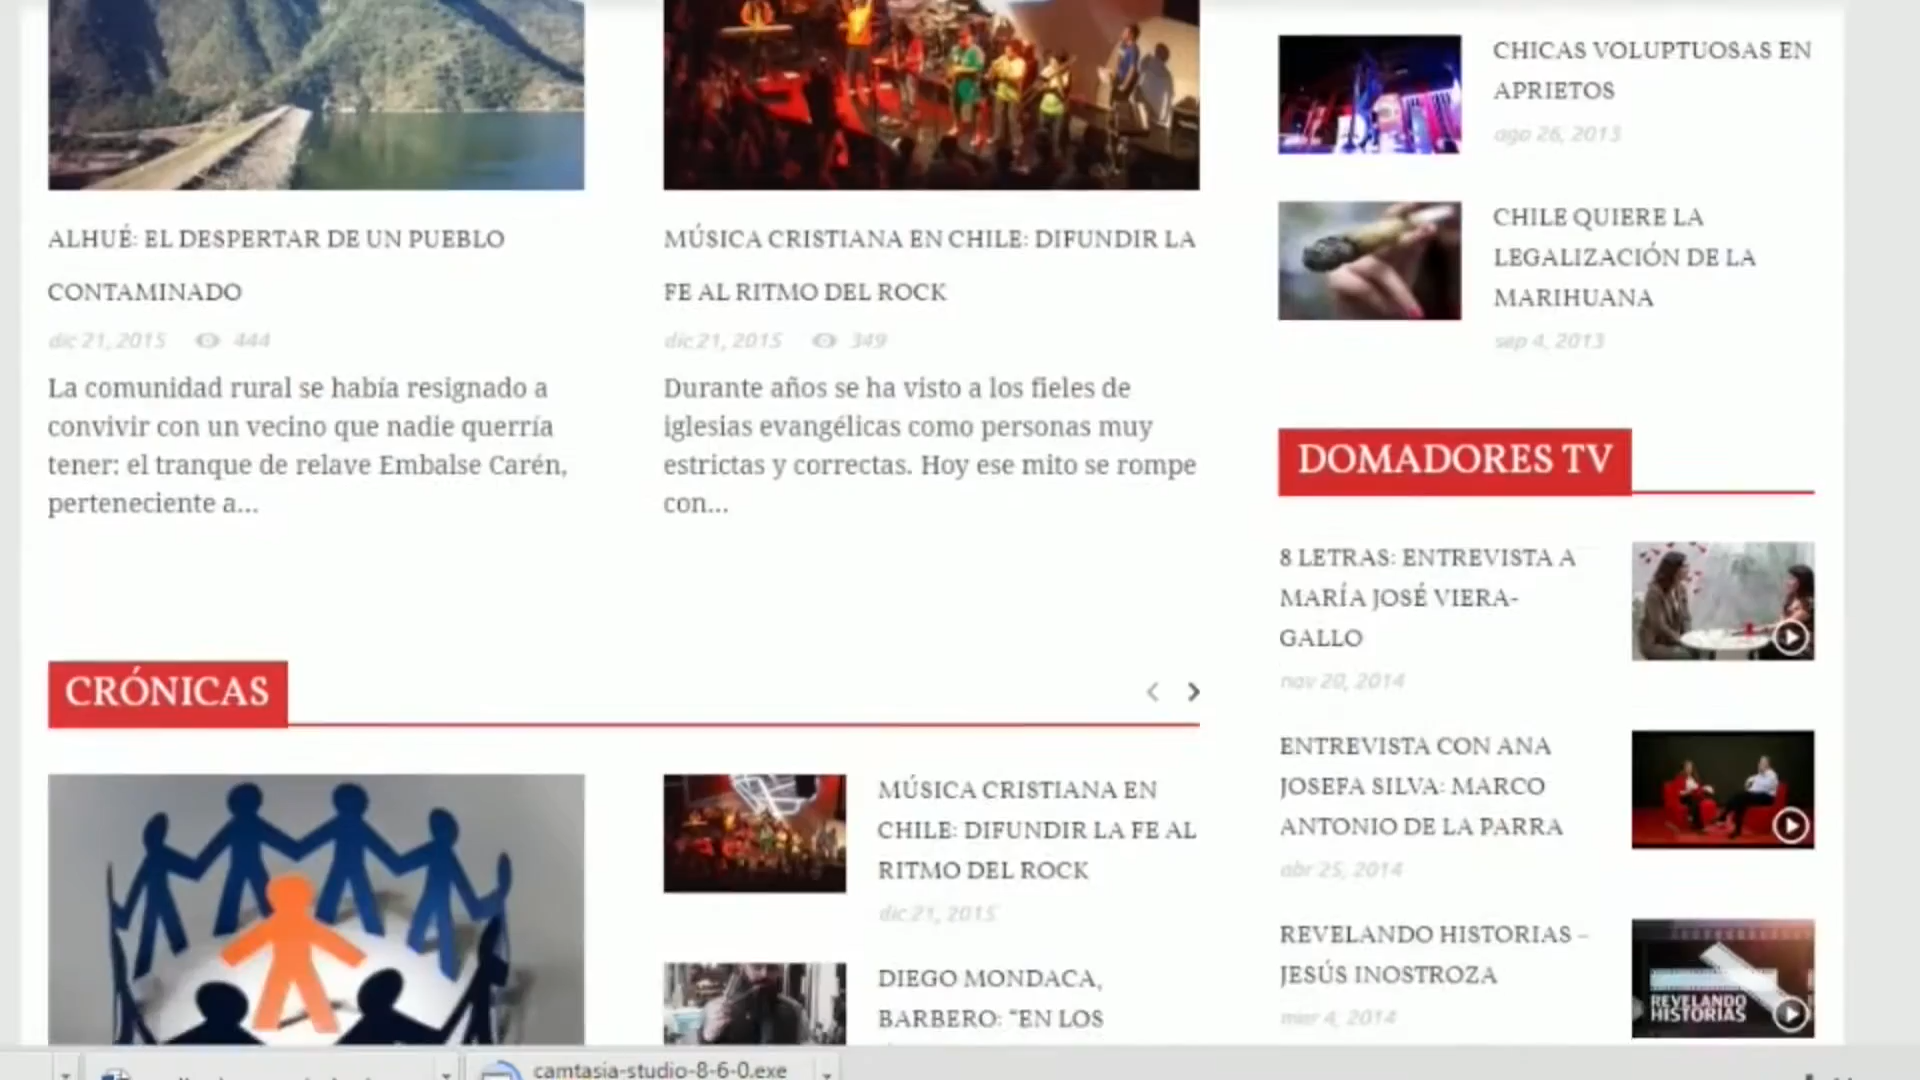 ALHUÉ: EL DESPERTAR DE UN PUEBLO
CONTAMINADO
dic 21, 2015 444
La comunidad rural se había resignado a
convivir con un vecino que nadie querría
tener: el tranque de relave Embalse Carén,
perteneciente a...
MÚSICA CRISTIANA EN CHILE: DIFUNDIR LA
FE AL RITMO DEL ROCK
dic 21, 2015 349
Durante años se ha visto a los fieles de
iglesias evangélicas como personas muy
estrictas y correctas. Hoy ese mito se rompe
con...
CRÓNICAS
MÚSICA CRISTIANA EN
CHILE: DIFUNDIR LA FE AL
RITMO DEL ROCK
dic 21, 2015
DIEGO MONDACA,
BARBERO: “EN LOS
CHICAS VOLUPTUOSAS EN
APRIETOS
ago 26, 2013
CHILE QUIERE LA
LEGALIZACIÓN DE LA
MARIHUANA
sep 4, 2013
DOMADORES TV
8 LETRAS: ENTREVISTA A
MARÍA JOSÉ VIERA-
GALLO
nov 20, 2014
ENTREVISTA CON ANA
JOSEFA SILVA: MARCO
ANTONIO DE LA PARRA
abr 25, 2014
REVELANDO HISTORIAS –
JESÚS INOSTROZA
mar 4, 2014
REVELANDO
HISTORIAS
camtasia-studio-8-6-0.exe